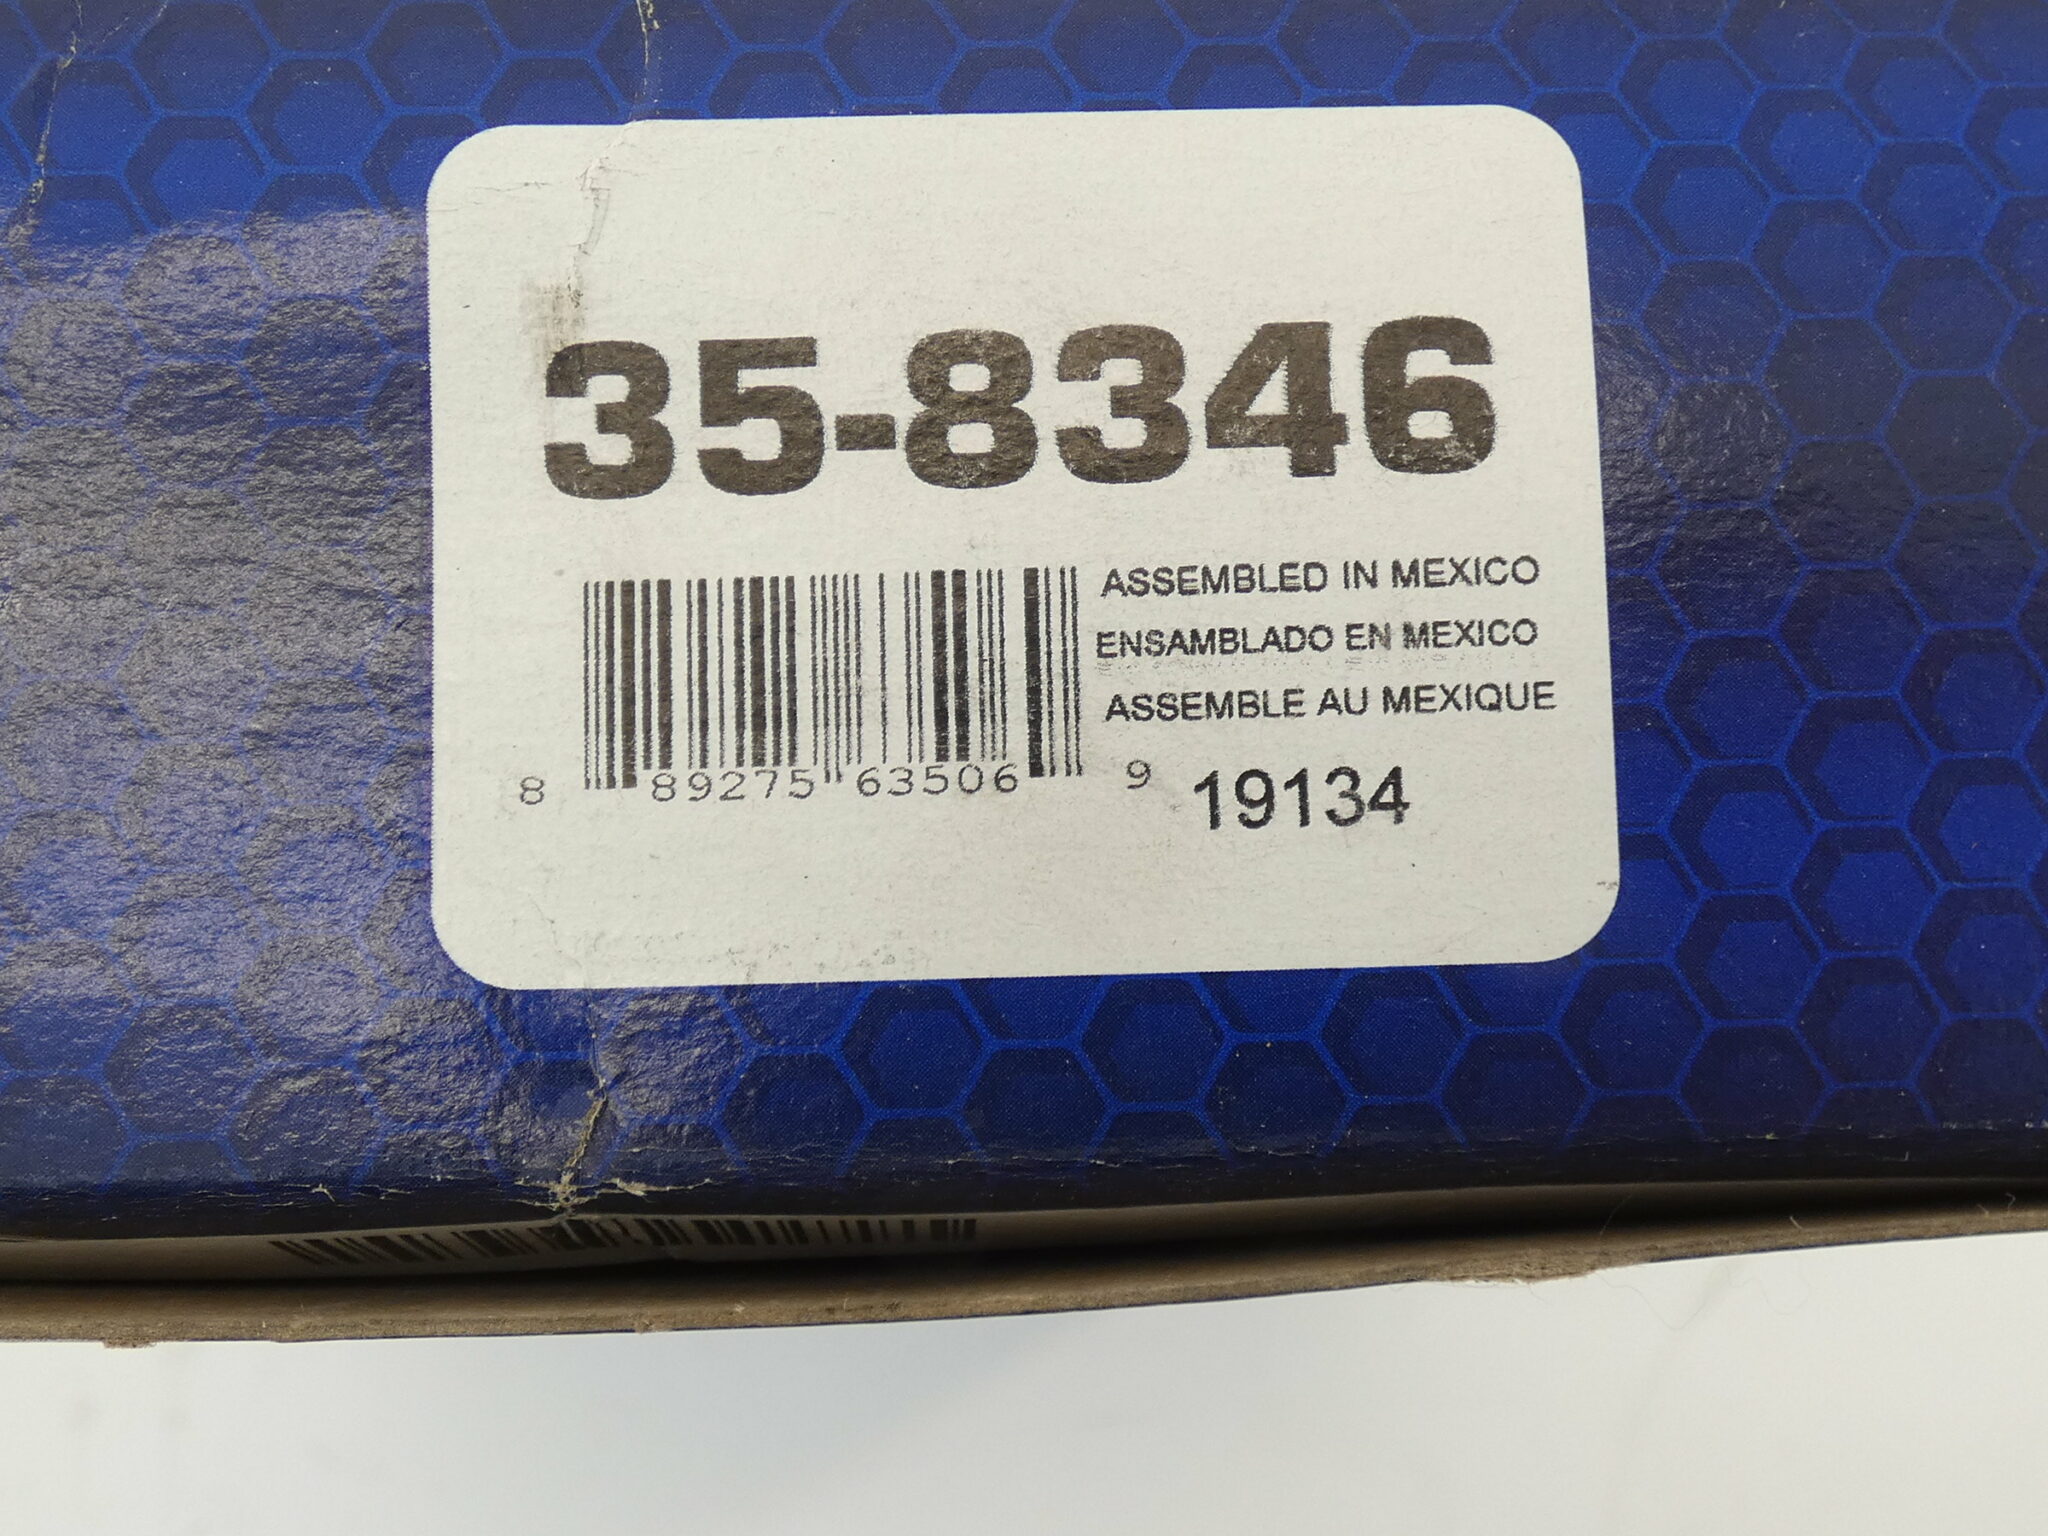 35-8346
ASSEMBLED IN MEXICO
ENSAMBLADO EN MEXICO
ASSEMBLE AU MEXIQUE
8 89275 63506 9
19134